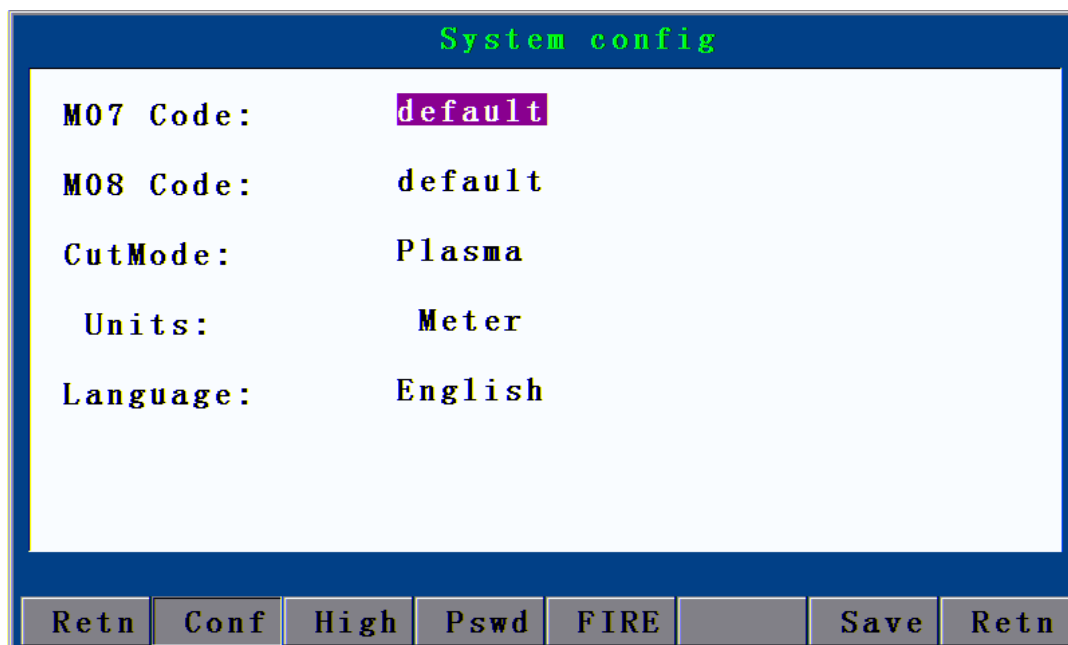 System config
M07 Code: default
M08 Code: default
CutMode: Plasma
Units: Meter
Language: English
Retn Conf High Pswd FIRE Save Retn